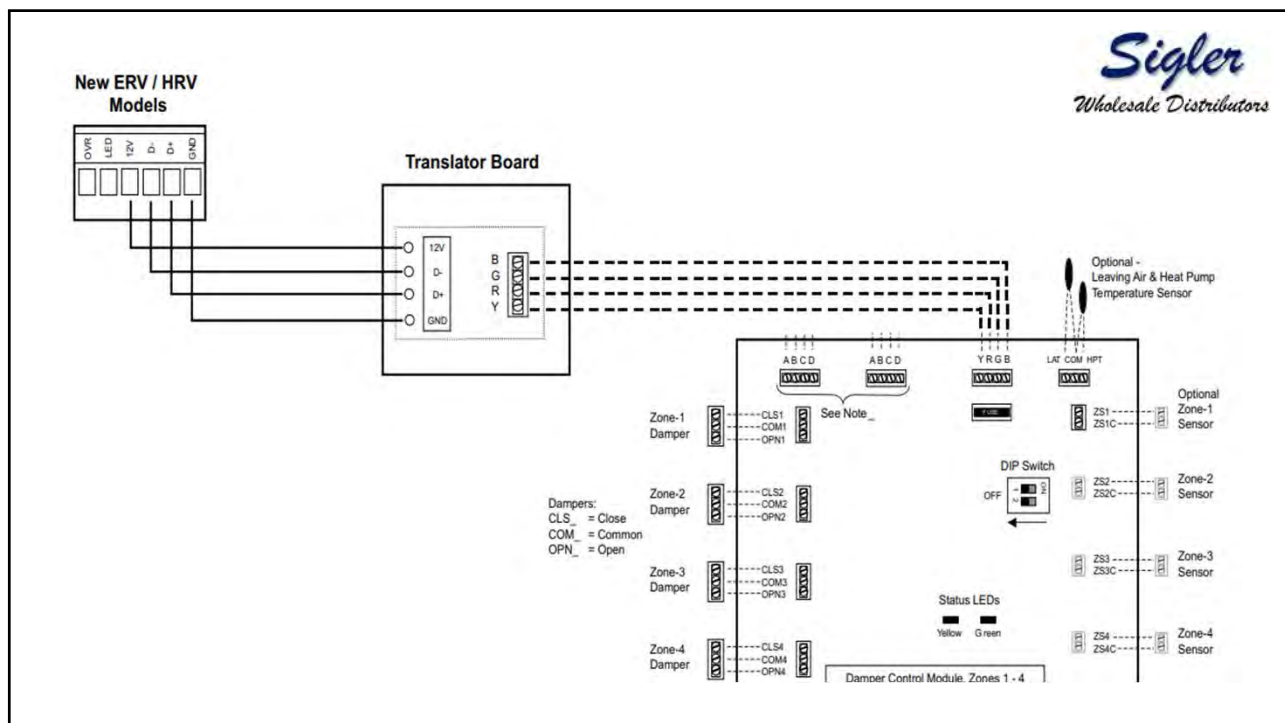 Sigler
Wholesale Distributors
New ERV / HRV
Models
OVR
LED
12V
D-
D+
GND
Translator Board
12V
D-
D+
GND
B
G
R
Y
Optional -
Leaving Air & Heat Pump
Temperature Sensor
A B C D
A B C D
Y R G B
LAT COM HPT
See Note_
Zone-1
Damper
CLS1
COM1
OPN1
ZS1
ZS1C
Optional
Zone-1
Sensor
DIP Switch
OFF
ON
1
2
Zone-2
Damper
CLS2
COM2
OPN2
ZS2
ZS2C
Zone-2
Sensor
Dampers:
CLS_ = Close
COM_ = Common
OPN_ = Open
Zone-3
Damper
CLS3
COM3
OPN3
ZS3
ZS3C
Zone-3
Sensor
Status LEDs
Yellow
Green
Zone-4
Damper
CLS4
COM4
OPN4
ZS4
ZS4C
Zone-4
Sensor
Damper Control Module, Zones 1 - 4